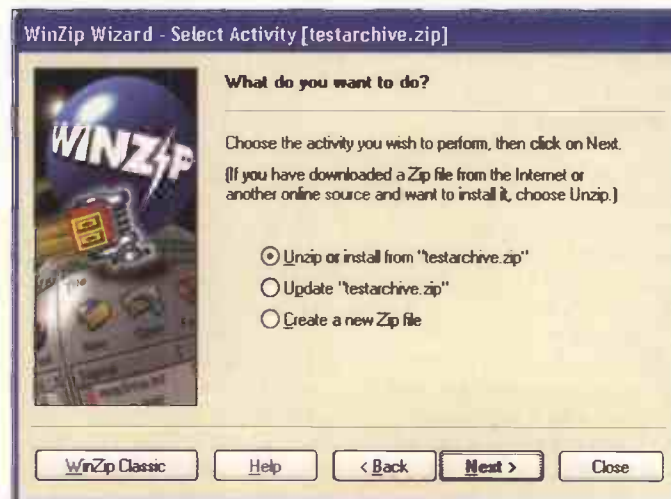 WinZip Wizard - Select Activity [testarchive.zip]
What do you want to do?
WINZIP
Choose the activity you wish to perform, then click on Next.
(If you have downloaded a Zip file from the Internet or
another online source and want to install it, choose Unzip.)
Unzip or install from "testarchive.zip"
Update "testarchive.zip"
Create a new Zip file
WinZip Classic
Help
< Back
Next >
Close